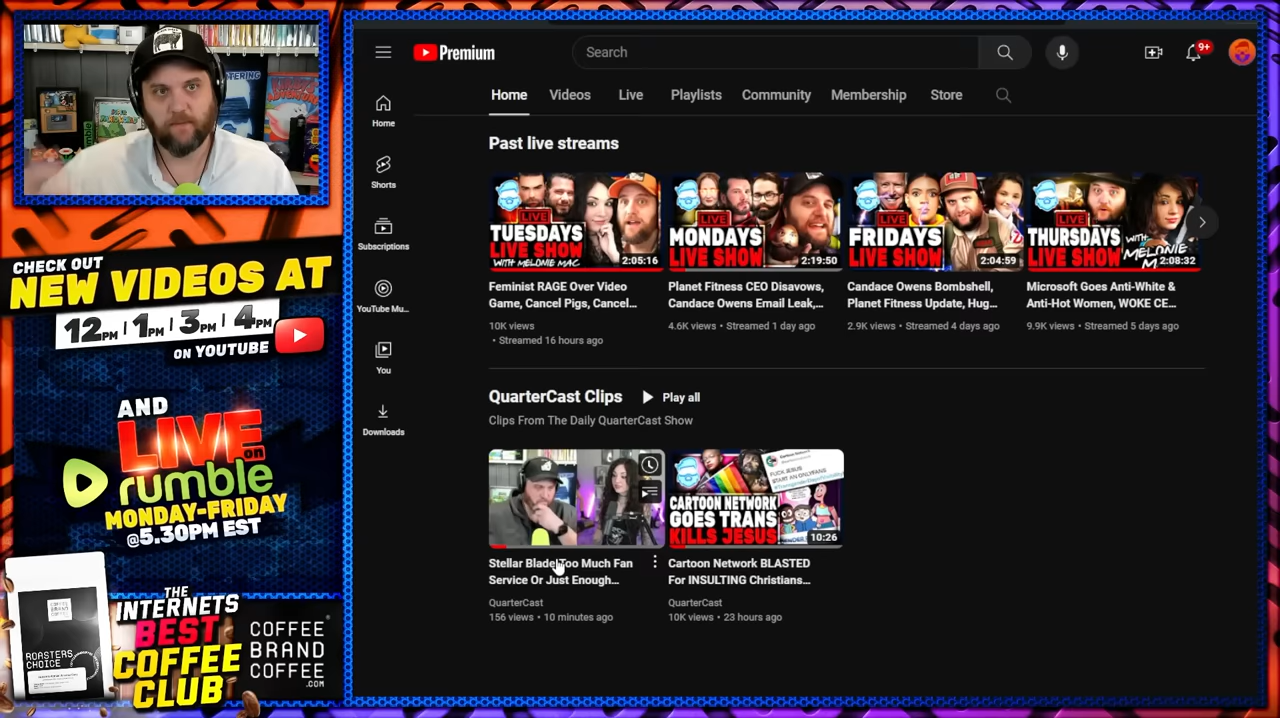 Premium
Search
9+
Home
Videos
Live
Playlists
Community
Membership
Store
Home
Shorts
Subscriptions
YouTube Mu...
You
Downloads
Past live streams
LIVE
TUESDAYS
LIVE SHOW
WITH MELONIE MAC
2:05:16
Feminist RAGE Over Video
Game, Cancel Pigs, Cancel...
10K views
• Streamed 16 hours ago
LIVE
MONDAYS
LIVE SHOW
2:19:50
Planet Fitness CEO Disavows,
Candace Owens Email Leak,...
4.6K views • Streamed 1 day ago
LIVE
FRIDAYS
LIVE SHOW
2:04:59
Candace Owens Bombshell,
Planet Fitness Update, Hug...
2.9K views • Streamed 4 days ago
LIVE
THURSDAYS
LIVE SHOW
WITH
MELONIE
2:08:32
Microsoft Goes Anti-White &
Anti-Hot Women, WOKE CE...
9.9K views • Streamed 5 days ago
QuarterCast Clips
Play all
Clips From The Daily QuarterCast Show
Stellar Blade Too Much Fan
Service Or Just Enough...
QuarterCast
156 views • 10 minutes ago
FUCK JESUS
START AN ONLYFANS
CARTOON NETWORK
GOES TRANS
KILLS JESUS
10:26
Cartoon Network BLASTED
For INSULTING Christians...
QuarterCast
10K views • 23 hours ago
CHECK OUT
NEW VIDEOS AT
12PM | 1PM | 3PM | 4PM
ON YOUTUBE
AND
LIVE on
rumble
MONDAY-FRIDAY
@5.30PM EST
ROASTERS
CHOICE
THE
INTERNETS
BEST
COFFEE
CLUB
COFFEE
BRAND
COFFEE
.COM